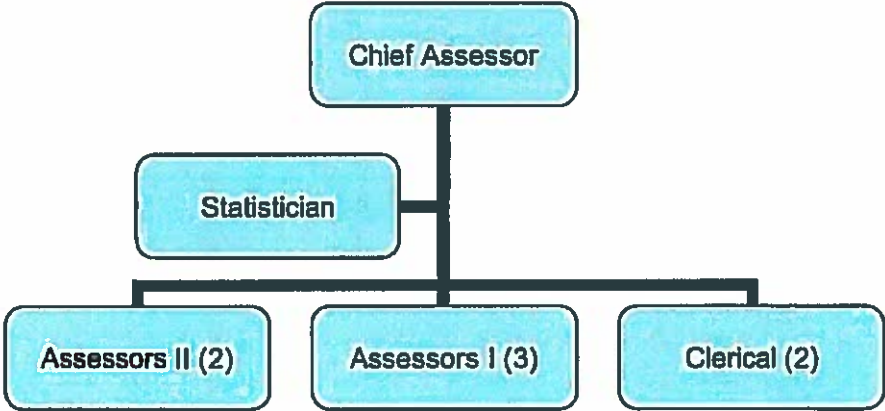 Chief Assessor
Statistician
Assessors II (2)
Assessors I (3)
Clerical (2)